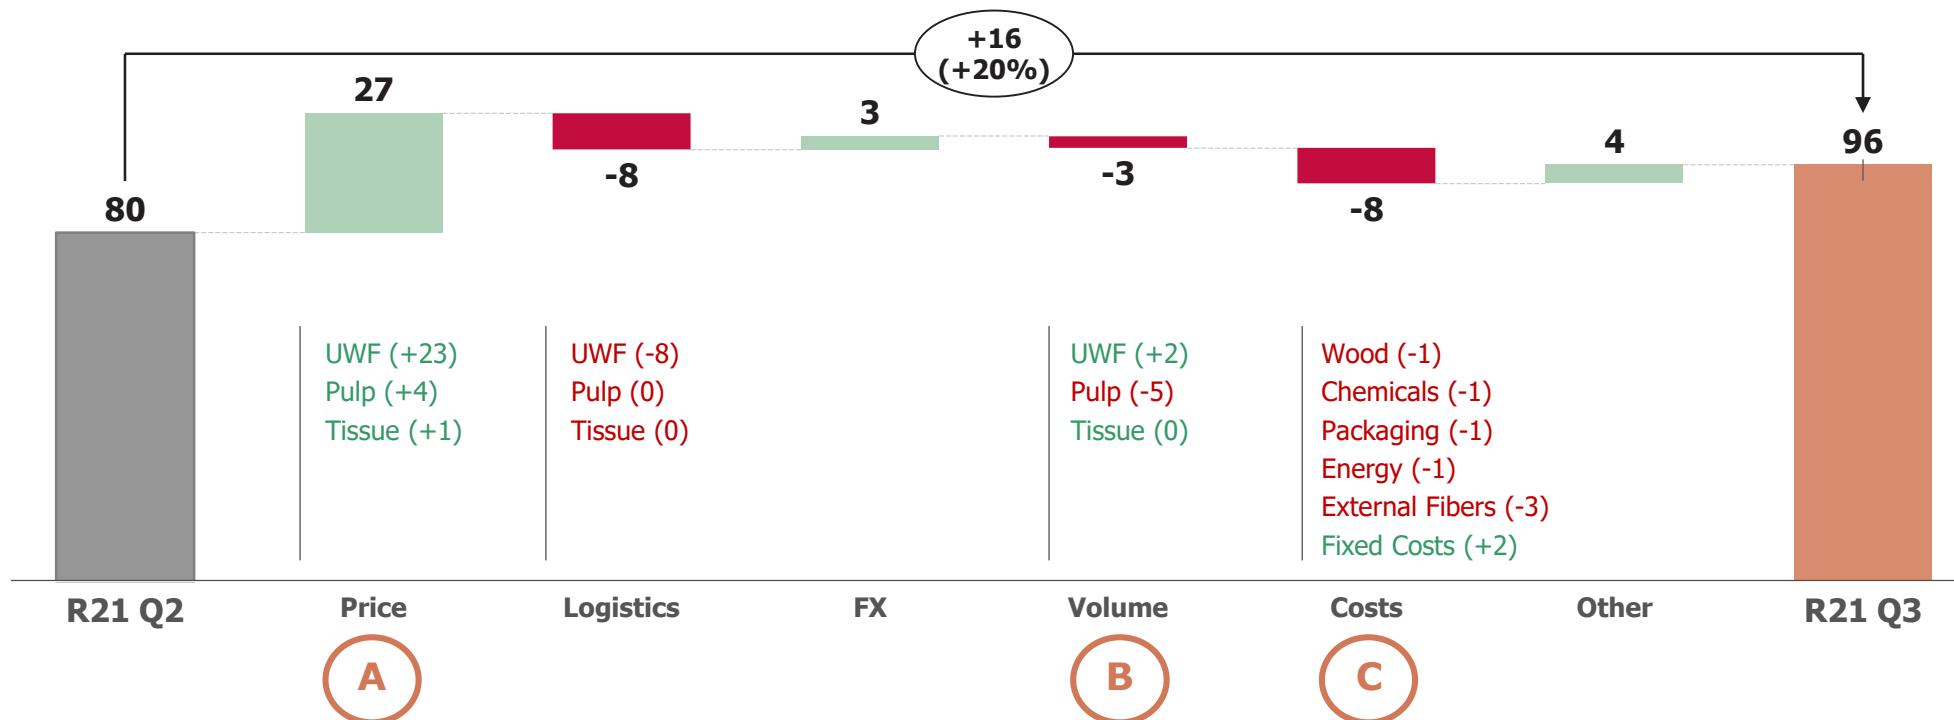 +16
(+20%)
80
27
-8
3
-3
-8
4
96
UWF (+23)
Pulp (+4)
Tissue (+1)
UWF (-8)
Pulp (0)
Tissue (0)
UWF (+2)
Pulp (-5)
Tissue (0)
Wood (-1)
Chemicals (-1)
Packaging (-1)
Energy (-1)
External Fibers (-3)
Fixed Costs (+2)
R21 Q2
Price
Logistics
FX
Volume
Costs
Other
R21 Q3
A
B
C